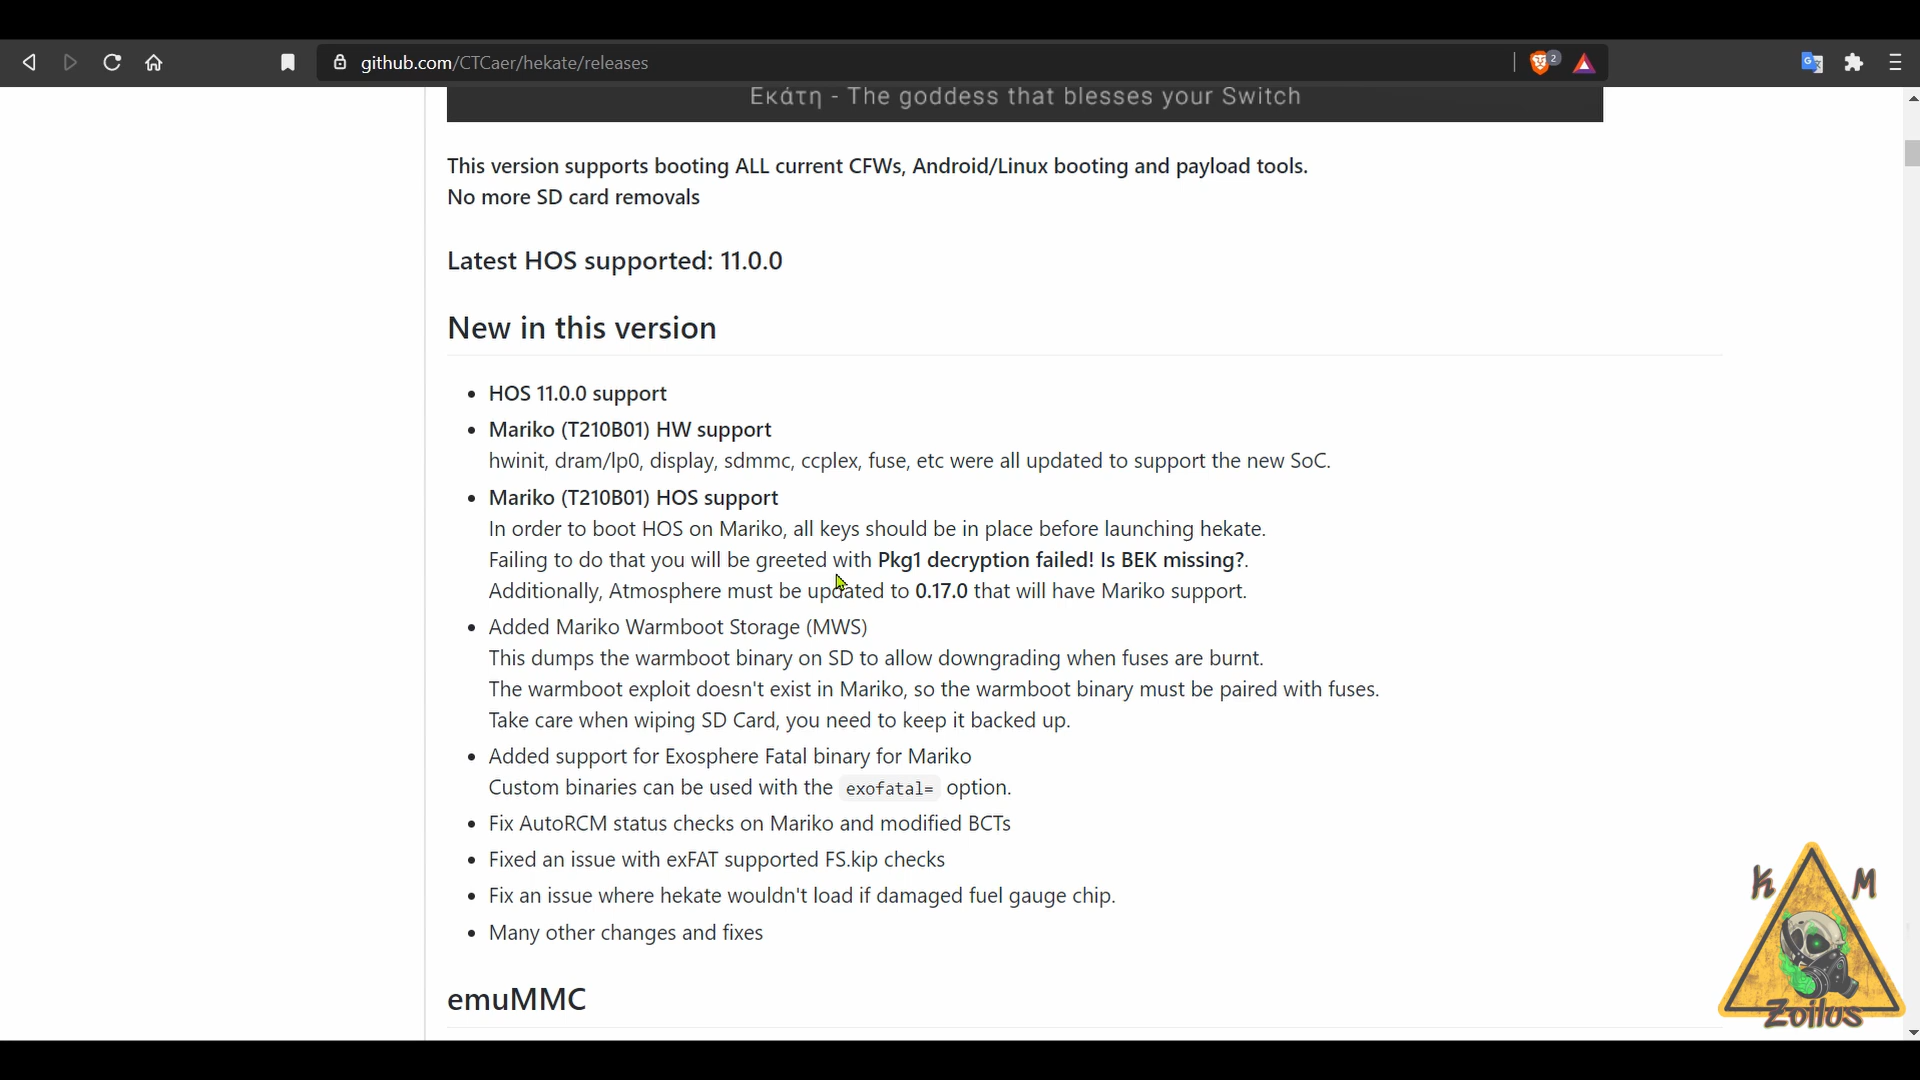 github.com/CTCaer/hekate/releases
2
Εκάτη - The goddess that blesses your Switch
This version supports booting ALL current CFWs, Android/Linux booting and payload tools.
No more SD card removals
Latest HOS supported: 11.0.0
New in this version
HOS 11.0.0 support
Mariko (T210B01) HW support
hwinit, dram/lp0, display, sdmmc, ccplex, fuse, etc were all updated to support the new SoC.
Mariko (T210B01) HOS support
In order to boot HOS on Mariko, all keys should be in place before launching hekate.
Failing to do that you will be greeted with Pkg1 decryption failed! Is BEK missing?.
Additionally, Atmosphere must be updated to 0.17.0 that will have Mariko support.
Added Mariko Warmboot Storage (MWS)
This dumps the warmboot binary on SD to allow downgrading when fuses are burnt.
The warmboot exploit doesn't exist in Mariko, so the warmboot binary must be paired with fuses.
Take care when wiping SD Card, you need to keep it backed up.
Added support for Exosphere Fatal binary for Mariko
Custom binaries can be used with the exofatal= option.
Fix AutoRCM status checks on Mariko and modified BCTs
Fixed an issue with exFAT supported FS.kip checks
Fix an issue where hekate wouldn't load if damaged fuel gauge chip.
Many other changes and fixes
emuMMC
K M
Zoilus